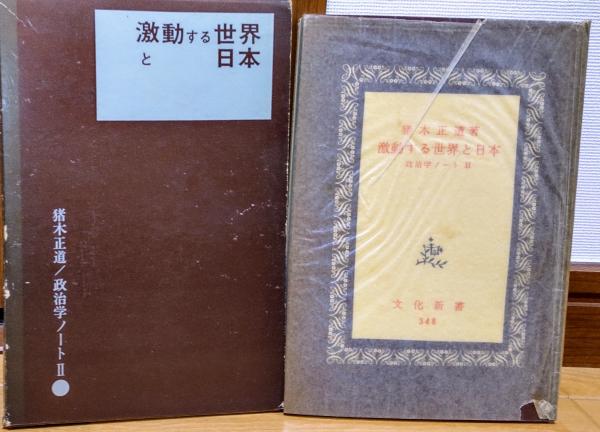 激動する世界
と 日本
猪木正道／政治学ノートⅡ
猪木正道著
激動する世界と日本
政治学ノート Ⅱ
文化新書
348